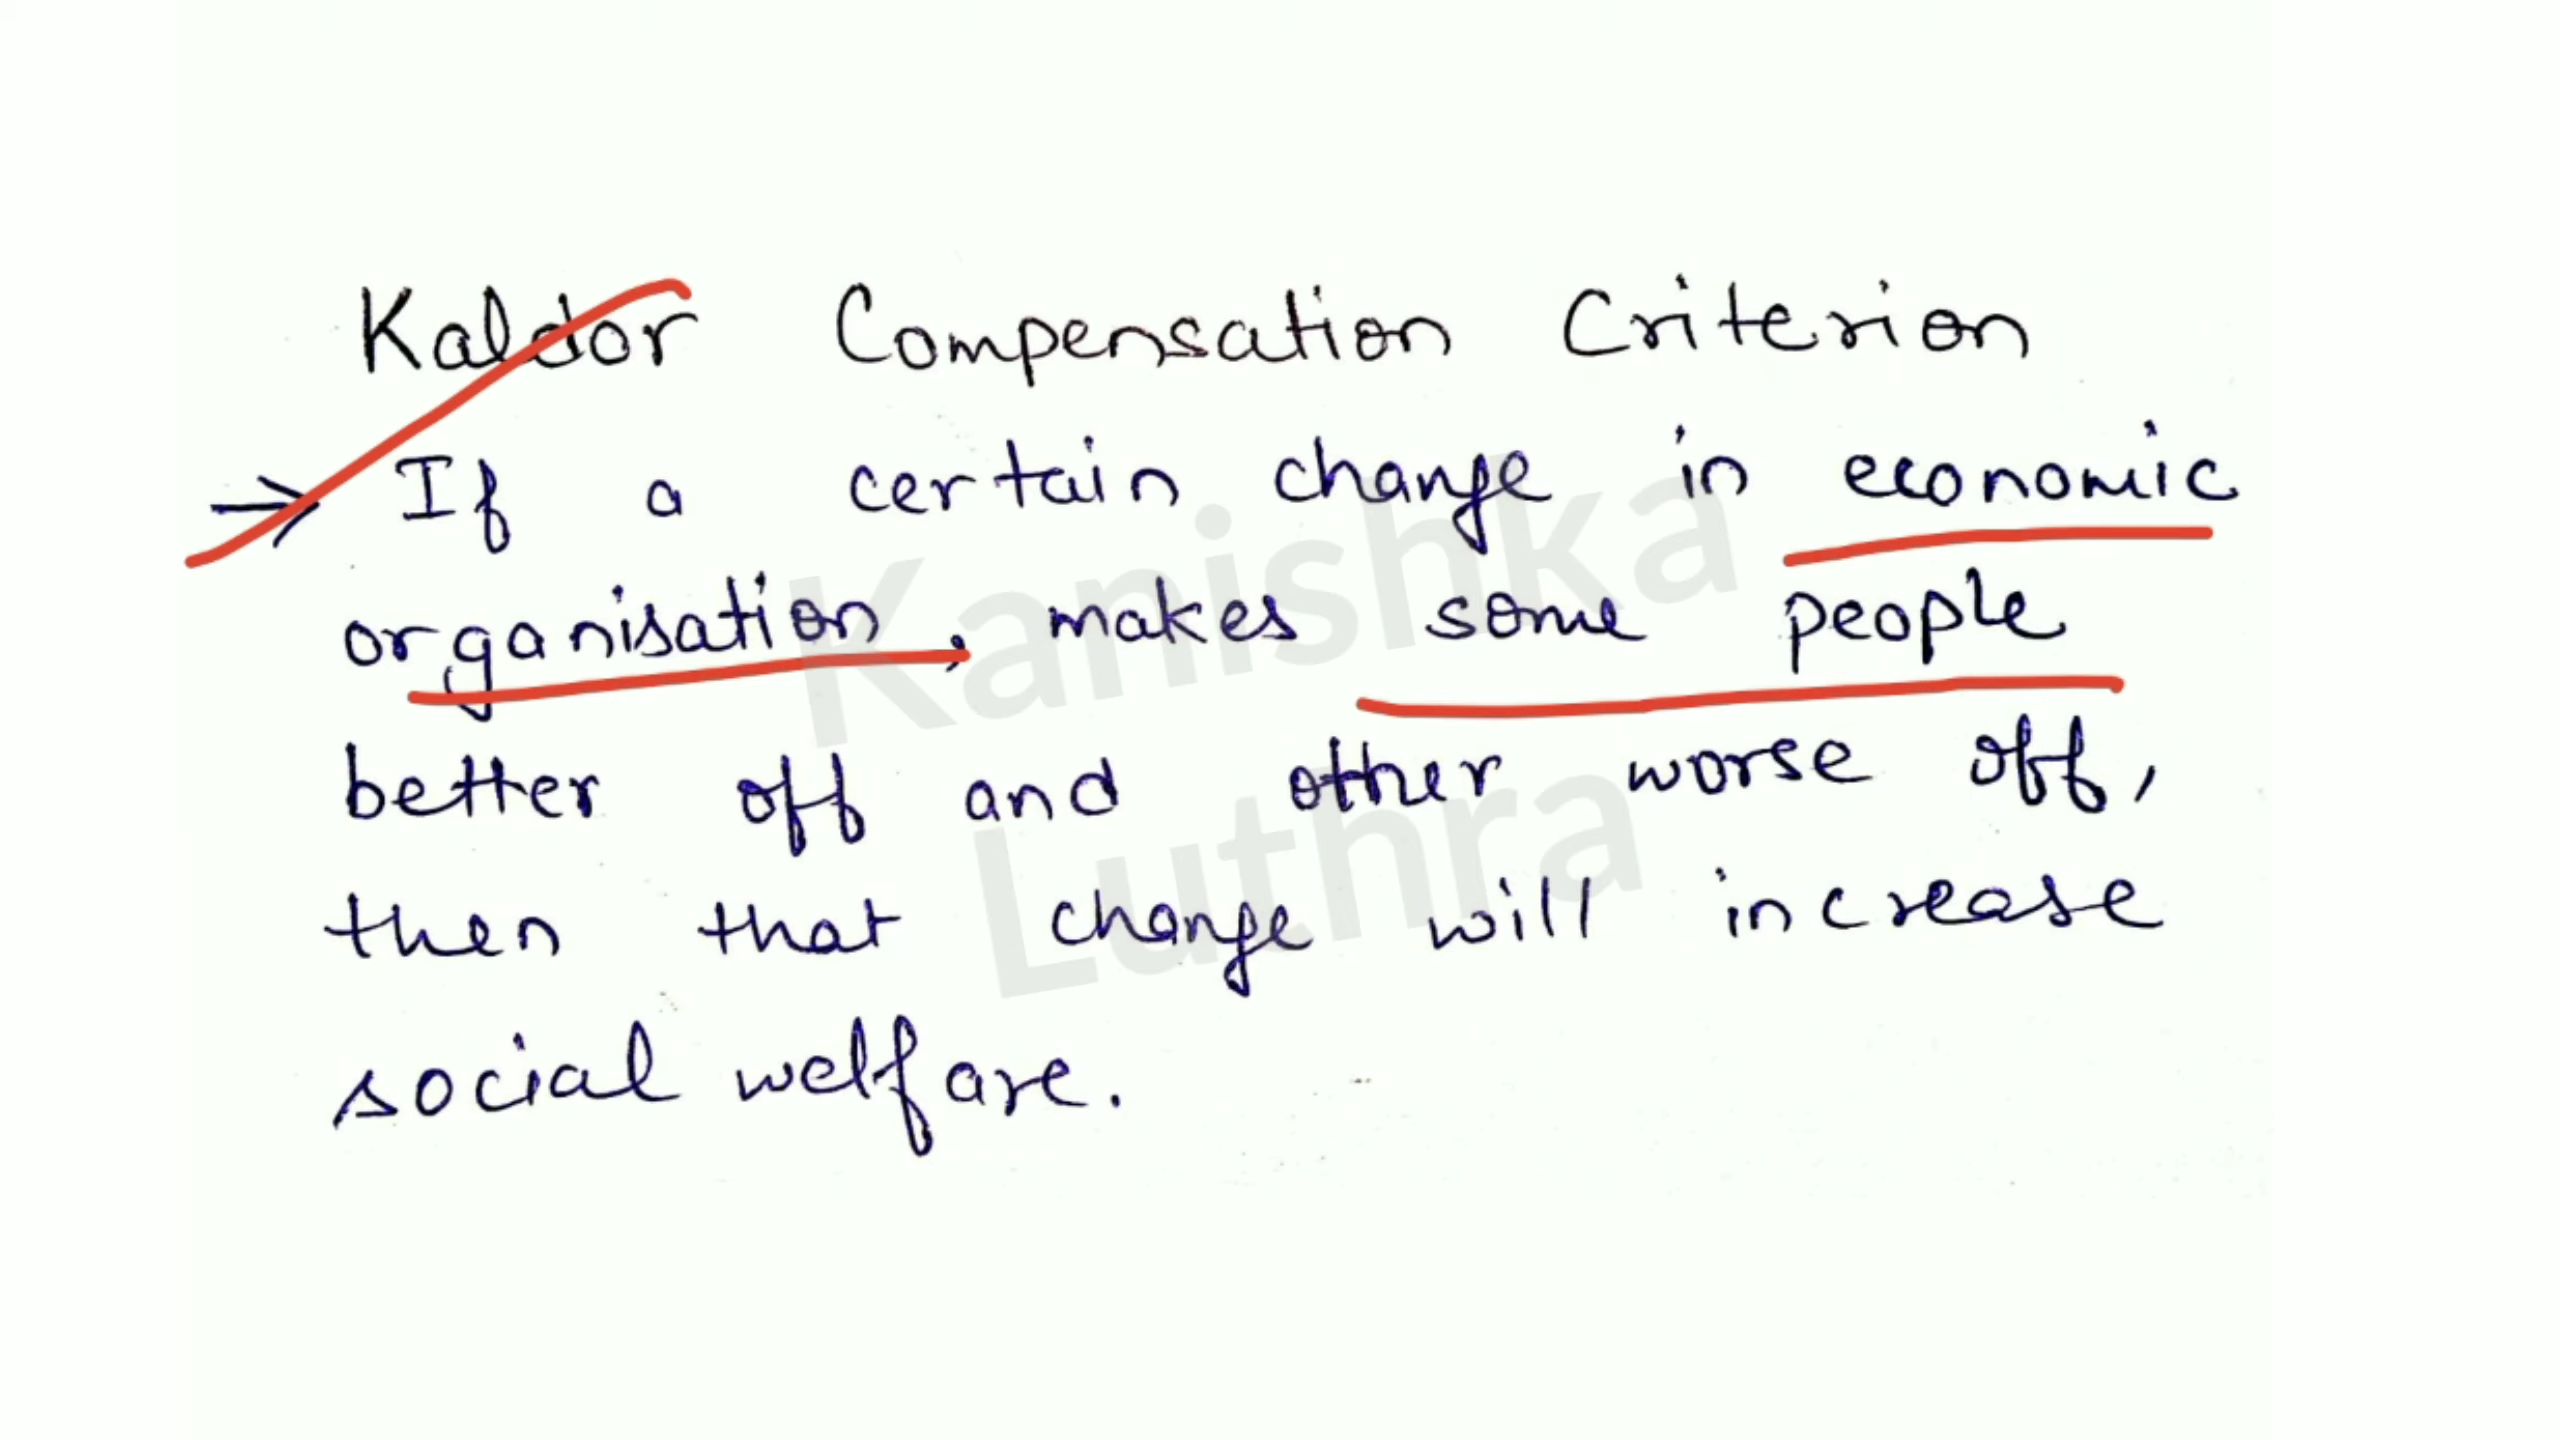 Kaldor Compensation Criterion
⇒ If a certain change in economic
organisation, makes some people
better off and other worse off,
then that change will increase
social welfare.
Kanishka
Luthra